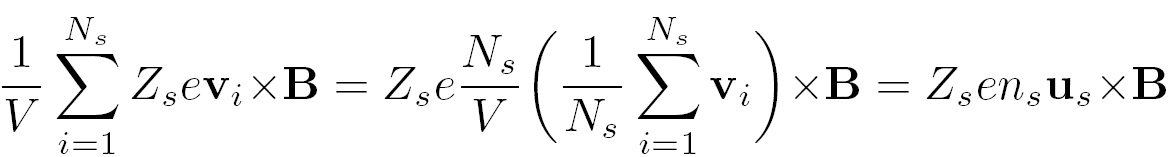 \frac{1}{V} \sum_{i=1}^{N_s} Z_s e \mathbf{v}_i \times \mathbf{B} = Z_s e \frac{N_s}{V} \left( \frac{1}{N_s} \sum_{i=1}^{N_s} \mathbf{v}_i \right) \times \mathbf{B} = Z_s e n_s \mathbf{u}_s \times \mathbf{B}